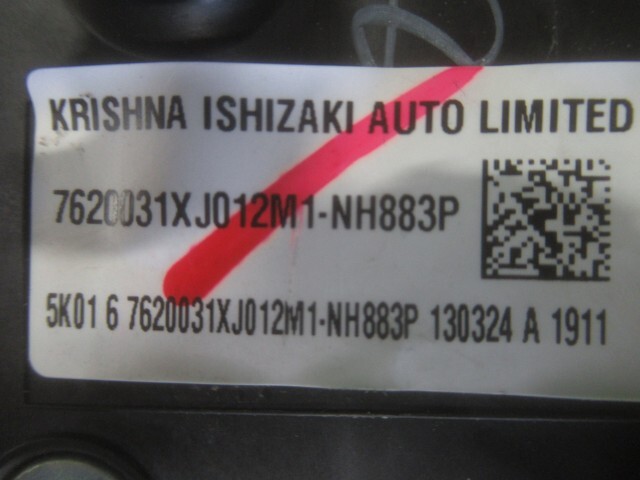 KRISHNA ISHIZAKI AUTO LIMITED
7620031XJ012M1-NH883P
5K01 6 7620031XJ012M1-NH883P 130324 A 1911